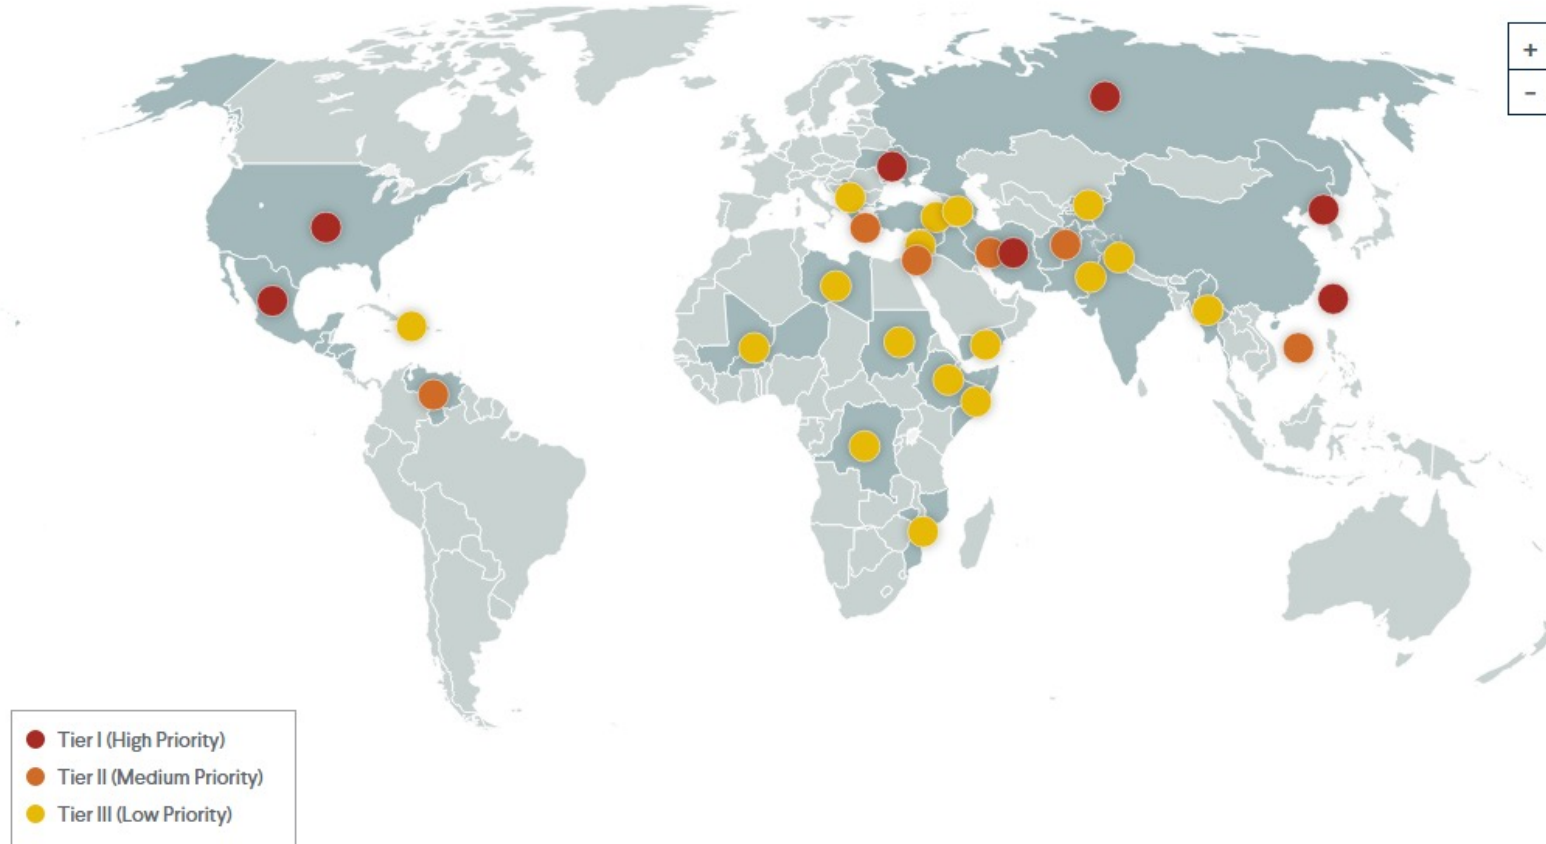 +
-
Tier I (High Priority)
Tier II (Medium Priority)
Tier III (Low Priority)